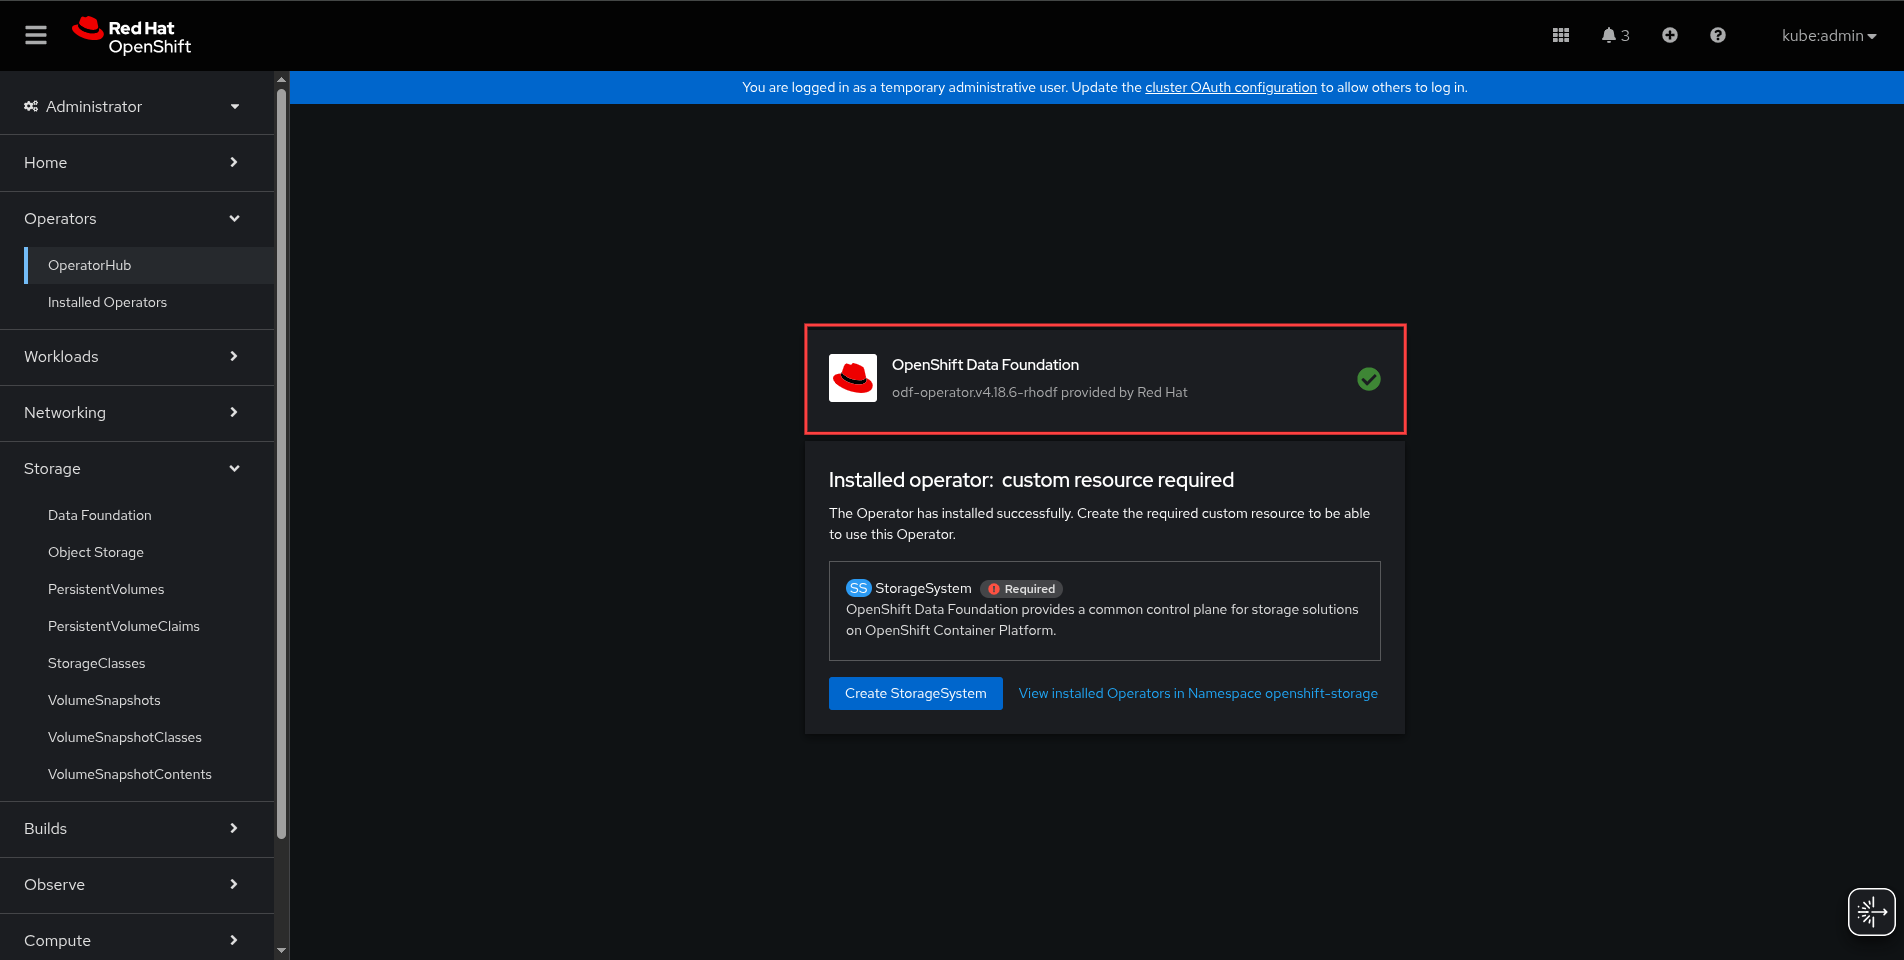 Red Hat
OpenShift
3
kube:admin
You are logged in as a temporary administrative user. Update the cluster OAuth configuration to allow others to log in.
Administrator
Home
Operators
OperatorHub
Installed Operators
Workloads
Networking
Storage
Data Foundation
Object Storage
PersistentVolumes
PersistentVolumeClaims
StorageClasses
VolumeSnapshots
VolumeSnapshotClasses
VolumeSnapshotContents
Builds
Observe
Compute
OpenShift Data Foundation
odf-operator.v4.18.6-rhodf provided by Red Hat
Installed operator: custom resource required
The Operator has installed successfully. Create the required custom resource to be able
to use this Operator.
SS StorageSystem Required
OpenShift Data Foundation provides a common control plane for storage solutions
on OpenShift Container Platform.
Create StorageSystem View installed Operators in Namespace openshift-storage